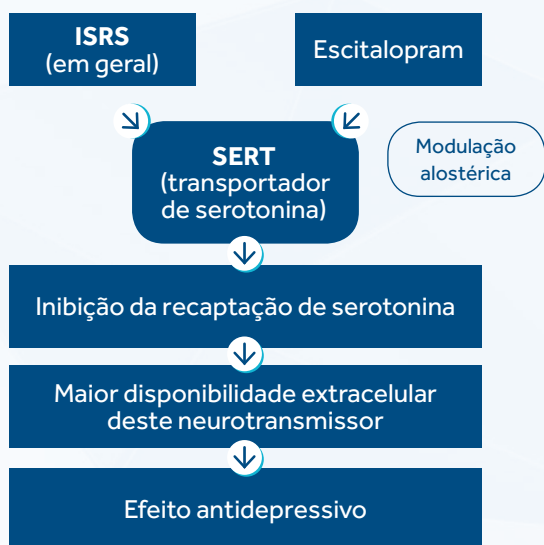 ISRS
(em geral)
Escitalopram
SERT
(transportador
de serotonina)
Modulação
alostérica
Inibição da recaptação de serotonina
Maior disponibilidade extracelular
deste neurotransmissor
Efeito antidepressivo